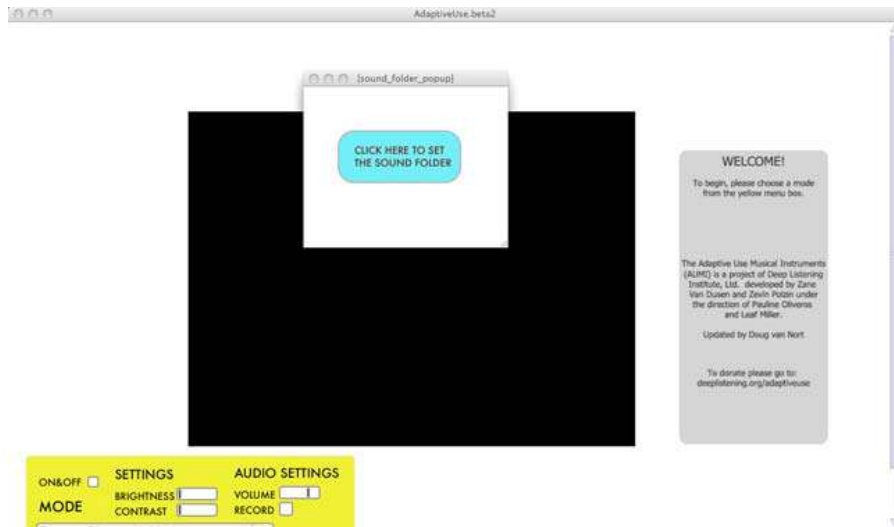 AdaptiveUse.beta2
[sound_folder_popup]
CLICK HERE TO SET
THE SOUND FOLDER
WELCOME!
To begin, please choose a mode
from the yellow menu box.
The Adaptive Use Musical Instruments
(AUMI) is a project of Deep Listening
Institute, Ltd. developed by Zane
Van Dusen and Zevin Polzin under
the direction of Pauline Oliveros
and Leaf Miller.
Updated by Doug van Nort
To donate please go to:
deeplistening.org/adaptiveuse
ON&OFF
MODE
SETTINGS
BRIGHTNESS
CONTRAST
AUDIO SETTINGS
VOLUME
RECORD